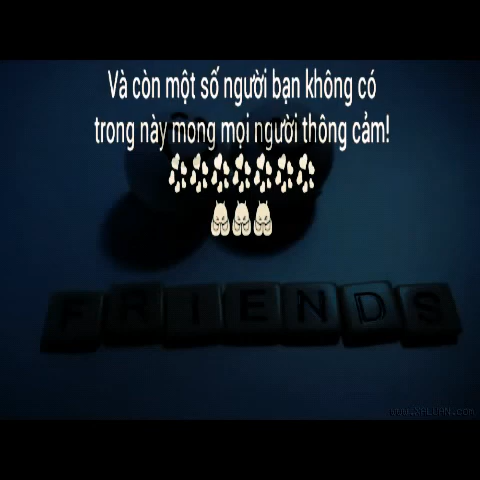 Và còn một số người bạn không có
trong này mong mọi người thông cảm!
FRIENDS